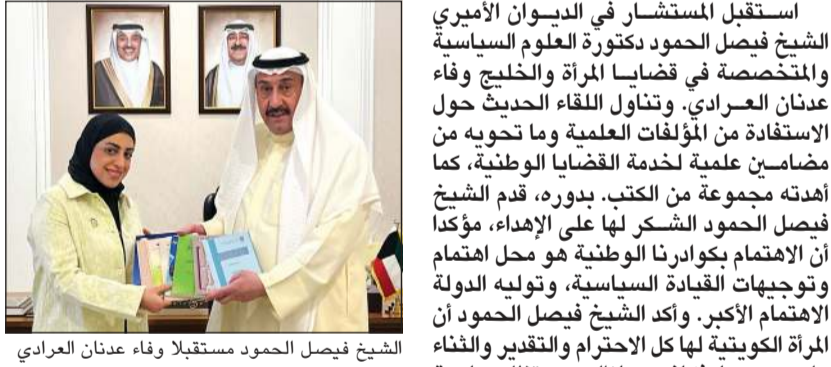 استقبل المستشار في الديوان الأميري
الشيخ فيصل الحمود دكتورة العلوم السياسية
والمتخصصة في قضايا المرأة والخليج وفاء
عدنان العرادي. وتناول اللقاء الحديث حول
الاستفادة من المؤلفات العلمية وما تحويه من
مضامين علمية لخدمة القضايا الوطنية، كما
أهدته مجموعة من الكتب. بدوره، قدم الشيخ
فيصل الحمود الشكر لها على الإهداء، مؤكدا
أن الاهتمام بكوادرنا الوطنية هو محل اهتمام
وتوجيهات القيادة السياسية، وتوليه الدولة
الاهتمام الأكبر. وأكد الشيخ فيصل الحمود أن
المرأة الكويتية لها كل الاحترام والتقدير والثناء
الشيخ فيصل الحمود مستقبلا وفاء عدنان العرادي